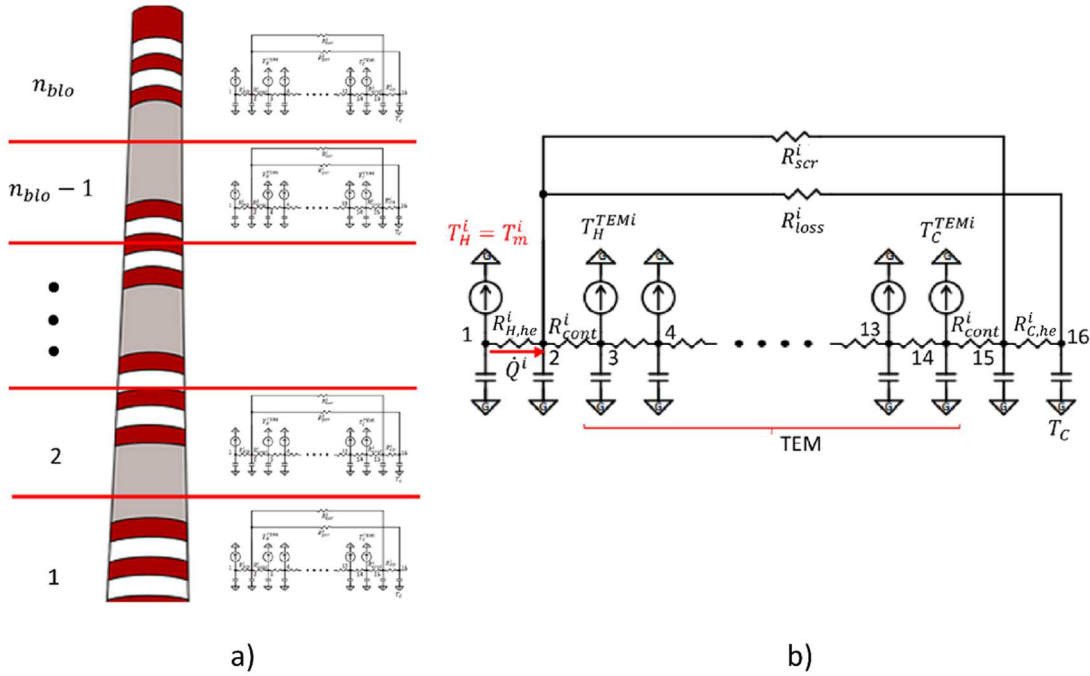 n_blo
n_blo − 1
2
1
a)
R^i_scr
R^i_loss
T^i_H = T^i_m
T^TEMi_H
T^TEMi_C
G G G G G
1 R^i_H,he R^i_cont 4 13 R^i_cont R^i_C,he 16
2 3 14 15
Q̇^i
G G G G G G G G
T_C
TEM
b)